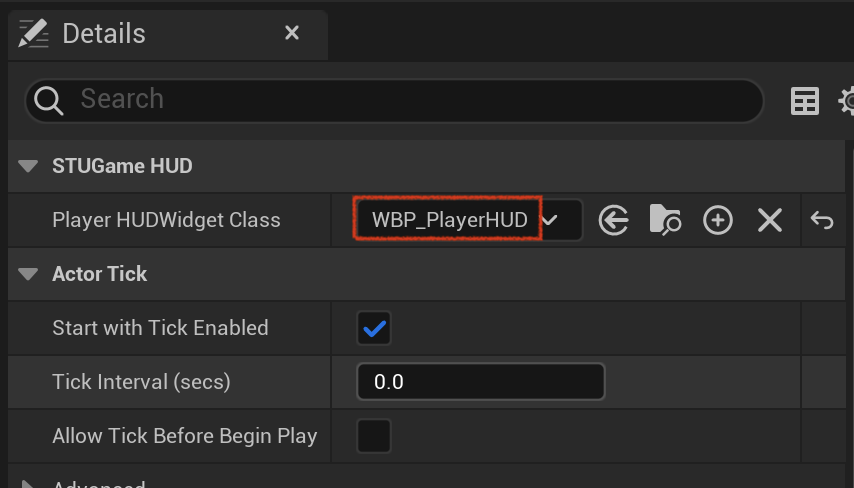 Details
Search
STUGame HUD
Player HUDWidget Class WBP_PlayerHUD
Actor Tick
Start with Tick Enabled
Tick Interval (secs) 0.0
Allow Tick Before Begin Play
Advanced